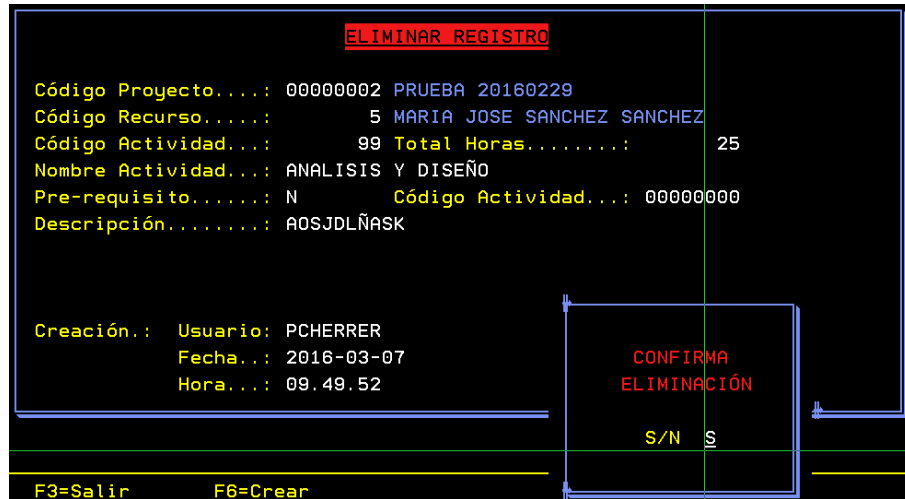 ELIMINAR REGISTRO
Código Proyecto....: 00000002 PRUEBA 20160229
Código Recurso.....: 5 MARIA JOSE SANCHEZ SANCHEZ
Código Actividad...: 99 Total Horas........: 25
Nombre Actividad...: ANALISIS Y DISEÑO
Pre-requisito......: N Código Actividad...: 00000000
Descripción........: AOSJDLÑASK
Creación.: Usuario: PCHERRER
Fecha..: 2016-03-07
CONFIRMA
Hora...: 09.49.52
ELIMINACIÓN
S/N S
F3=Salir F6=Crear